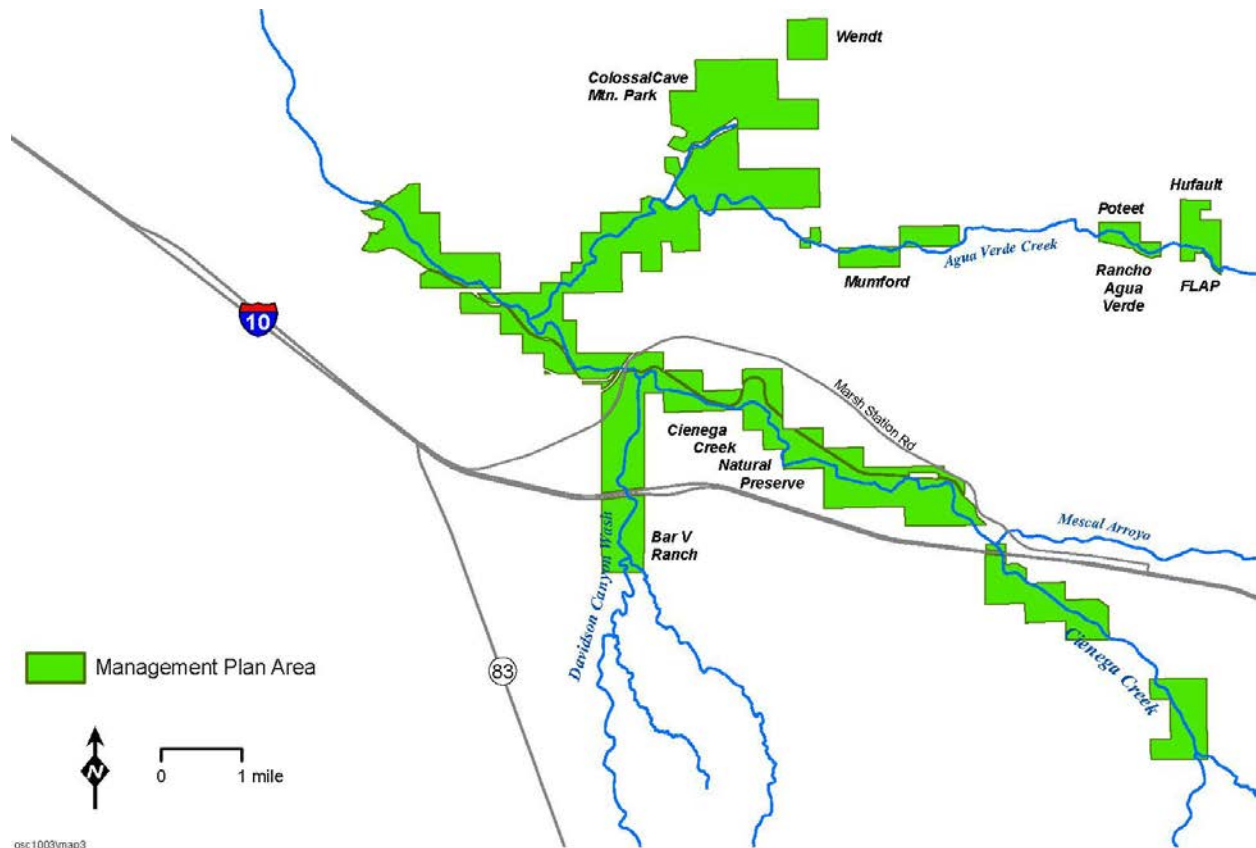 Wendt
ColossalCave
Mtn. Park
Hufault
Poteet
Agua Verde Creek
Mumford
Rancho
Agua
Verde
FLAP
10
Marsh Station Rd
Cienega
Creek
Natural
Preserve
Mescal Arroyo
Bar V
Ranch
Davidson Canyon Wash
Cienega Creek
83
Management Plan Area
N
0 1 mile
osc1003\map3